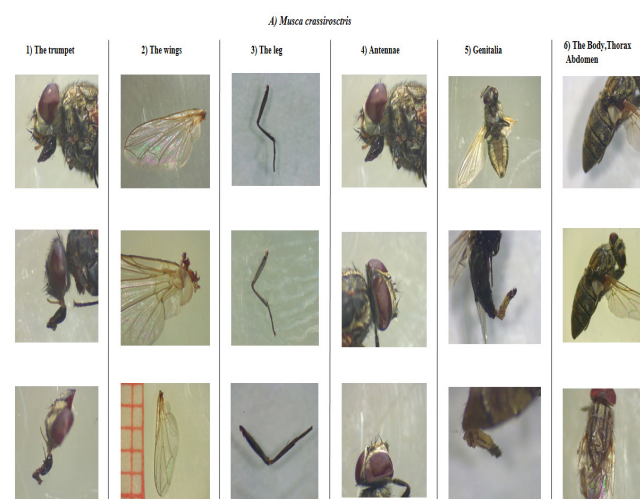 A) Musca crassirosctris
1) The trumpet
2) The wings
3) The leg
4) Antennae
5) Genitalia
6) The Body,Thorax
Abdomen